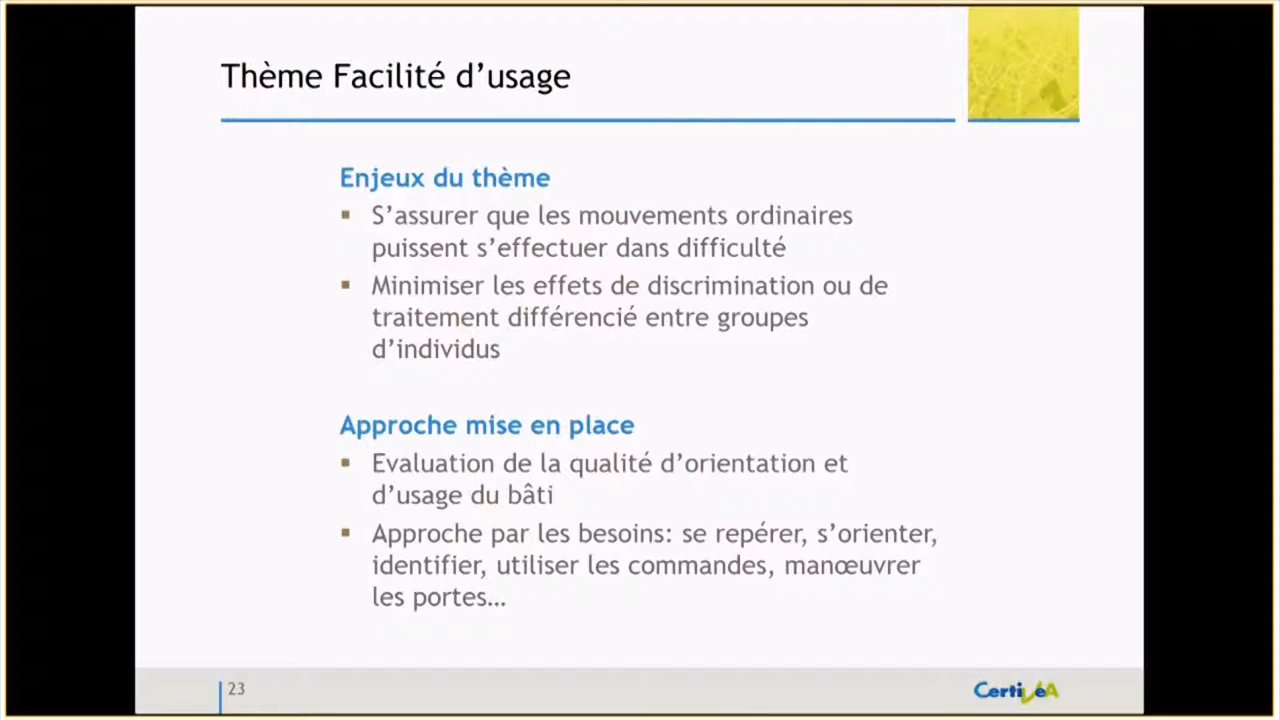 Thème Facilité d’usage
Enjeux du thème
▪ S’assurer que les mouvements ordinaires
puissent s’effectuer dans difficulté
▪ Minimiser les effets de discrimination ou de
traitement différencié entre groupes
d’individus
Approche mise en place
▪ Evaluation de la qualité d’orientation et
d’usage du bâti
▪ Approche par les besoins: se repérer, s’orienter,
identifier, utiliser les commandes, manœuvrer
les portes…
23
CertiVéA